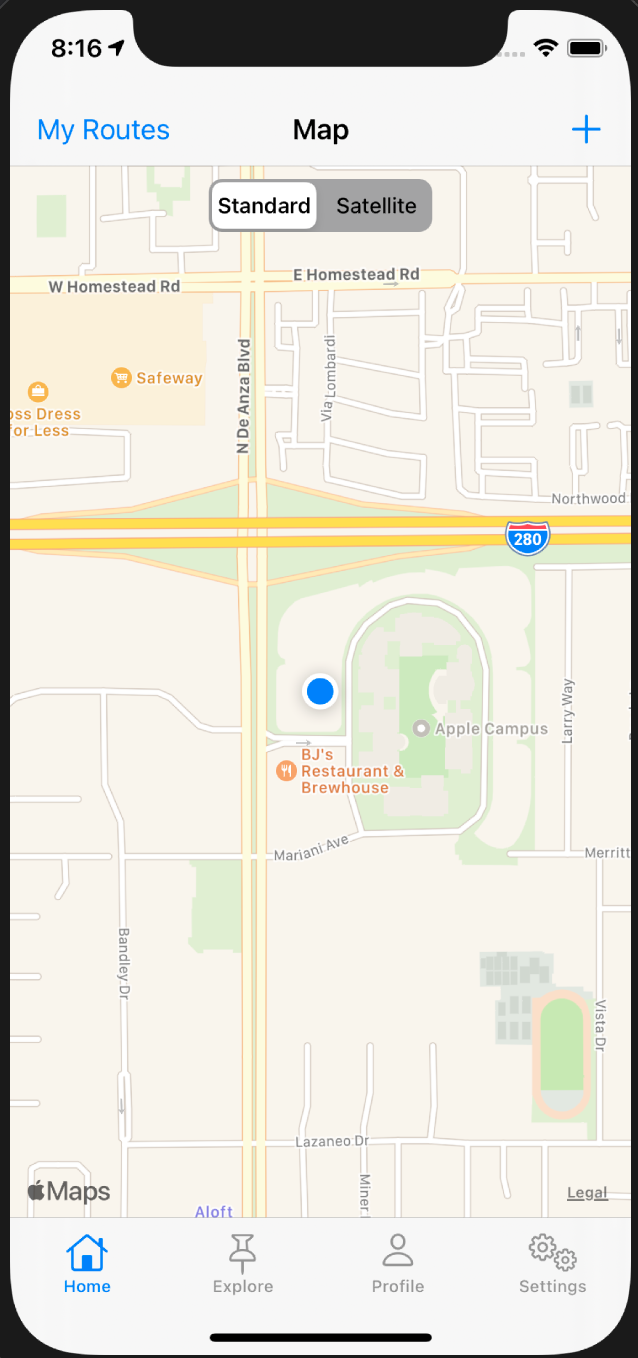 8:16
My Routes
Map
Standard
Satellite
W Homestead Rd
E Homestead Rd
N De Anza Blvd
Via Lombardi
Safeway
oss Dress
for Less
Northwood
280
Larry Way
Apple Campus
BJ's
Restaurant &
Brewhouse
Mariani Ave
Merritt
Bandley Dr
Vista Dr
Lazaneo Dr
Miner
Maps
Legal
Aloft
Home
Explore
Profile
Settings